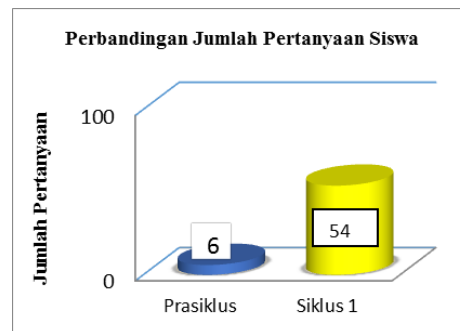 Perbandingan Jumlah Pertanyaan Siswa
Jumlah Pertanyaan
100
0
6
54
Prasiklus
Siklus 1